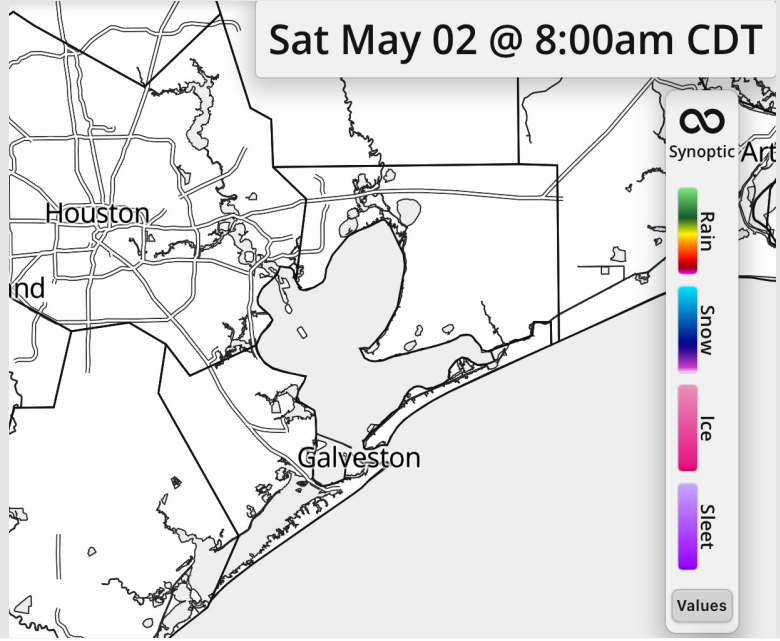 Sat May 02 @ 8:00am CDT
Synoptic
Art
Rain
Houston
nd
Snow
Ice
Galveston
Sleet
Values